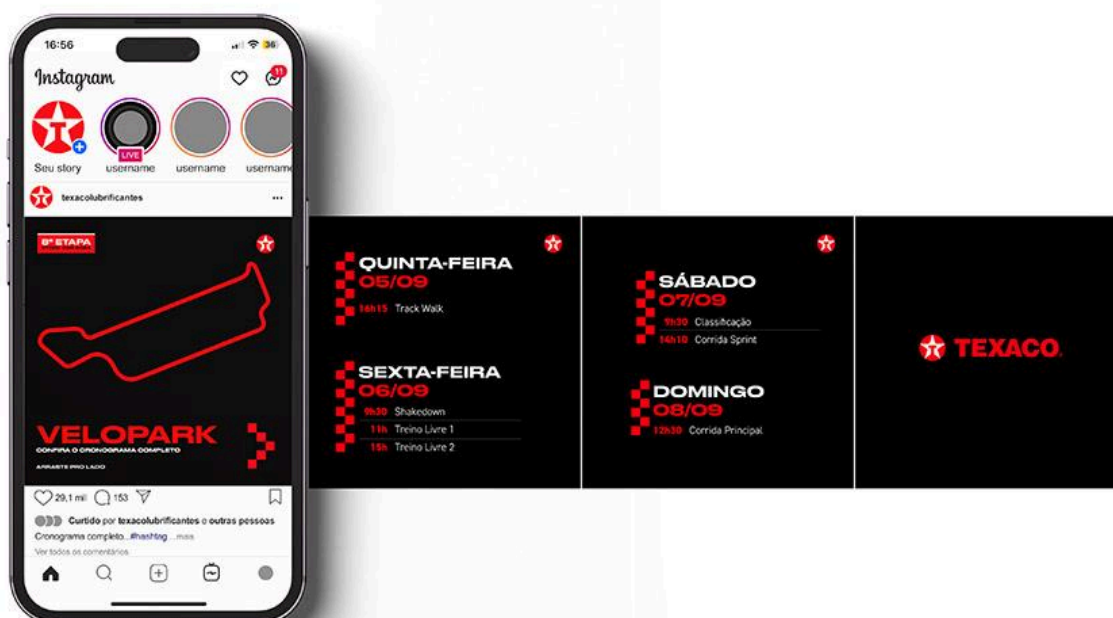 16:56
36
Instagram
11
LIVE
Seu story
username
username
username
texacolubrificantes
8ª ETAPA
VELOPARK
CONFIRA O CRONOGRAMA COMPLETO
ARRASTE PRO LADO
29,1 mil
153
Curtido por texacolubrificantes e outras pessoas
Cronograma completo...#hashtag ...mais
Ver todos os comentários
QUINTA-FEIRA
05/09
16h15 Track Walk
SEXTA-FEIRA
06/09
9h30 Shakedown
11h Treino Livre 1
15h Treino Livre 2
SÁBADO
07/09
9h30 Classificação
14h10 Corrida Sprint
DOMINGO
08/09
12h30 Corrida Principal
T TEXACO.